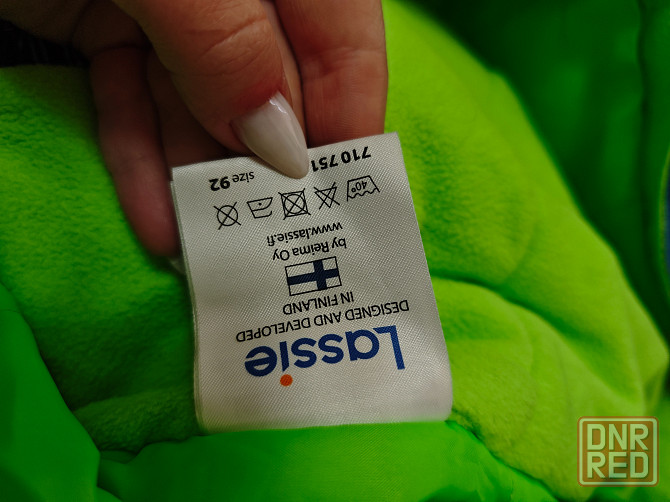 Lassie
DESIGNED AND DEVELOPED
IN FINLAND
by Reima Oy
www.lassie.fi
40°
710 751
size 92
DNR
RED